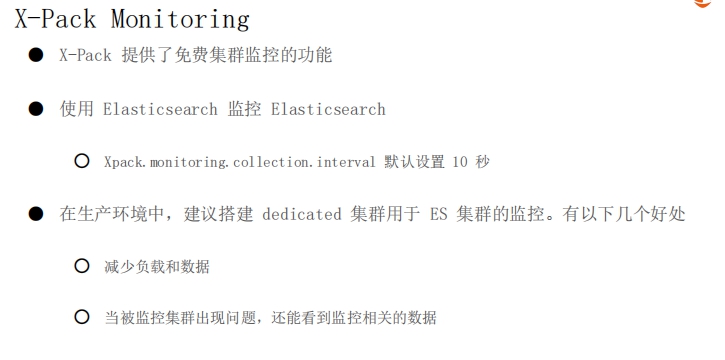 X-Pack Monitoring
X-Pack 提供了免费集群监控的功能
使用 Elasticsearch 监控 Elasticsearch
Xpack.monitoring.collection.interval 默认设置 10 秒
在生产环境中，建议搭建 dedicated 集群用于 ES 集群的监控。有以下几个好处
减少负载和数据
当被监控集群出现问题，还能看到监控相关的数据